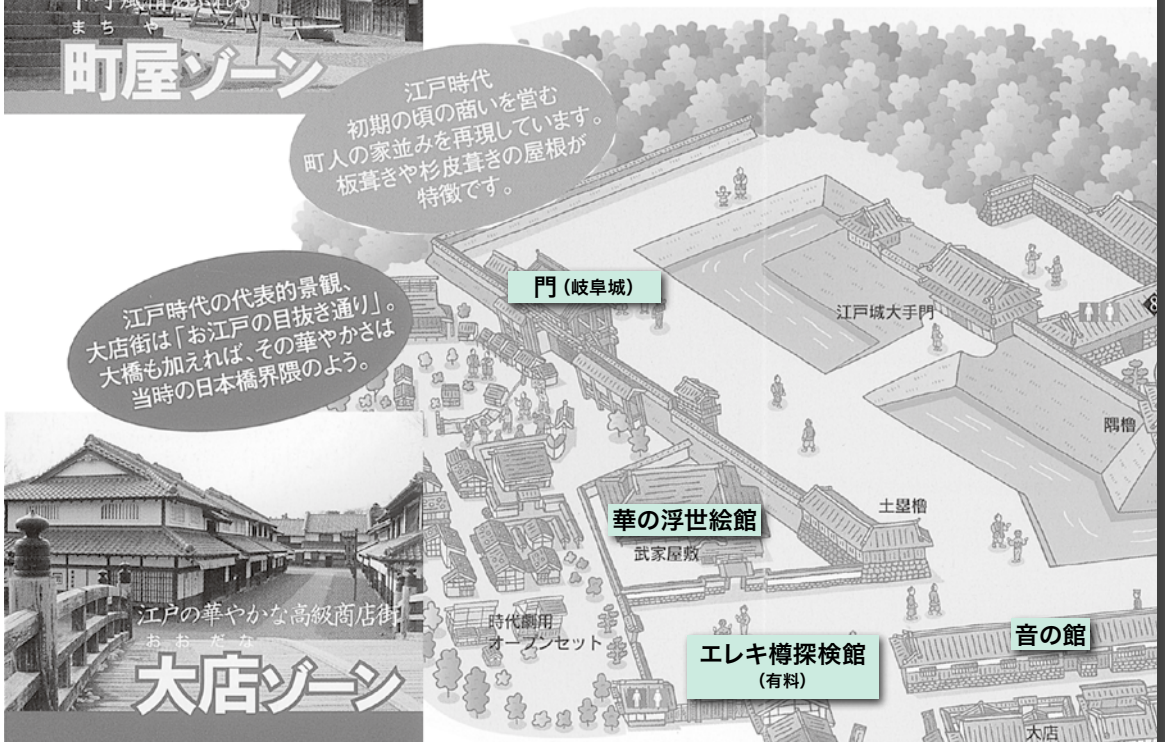 まちや
町屋ゾーン
江戸時代
初期の頃の商いを営む
町人の家並みを再現しています。
板葺きや杉皮葺きの屋根が
特徴です。
江戸時代の代表的景観、
大店街は「お江戸の目抜き通り」。
大橋も加えれば、その華やかさは
当時の日本橋界隈のよう。
江戸の華やかな高級商店街
おおだな
大店ゾーン
門（岐阜城）
江戸城大手門
8
隅櫓
土塁櫓
華の浮世絵館
武家屋敷
時代劇用
オープンセット
エレキ樽探検館
（有料）
音の館
大店